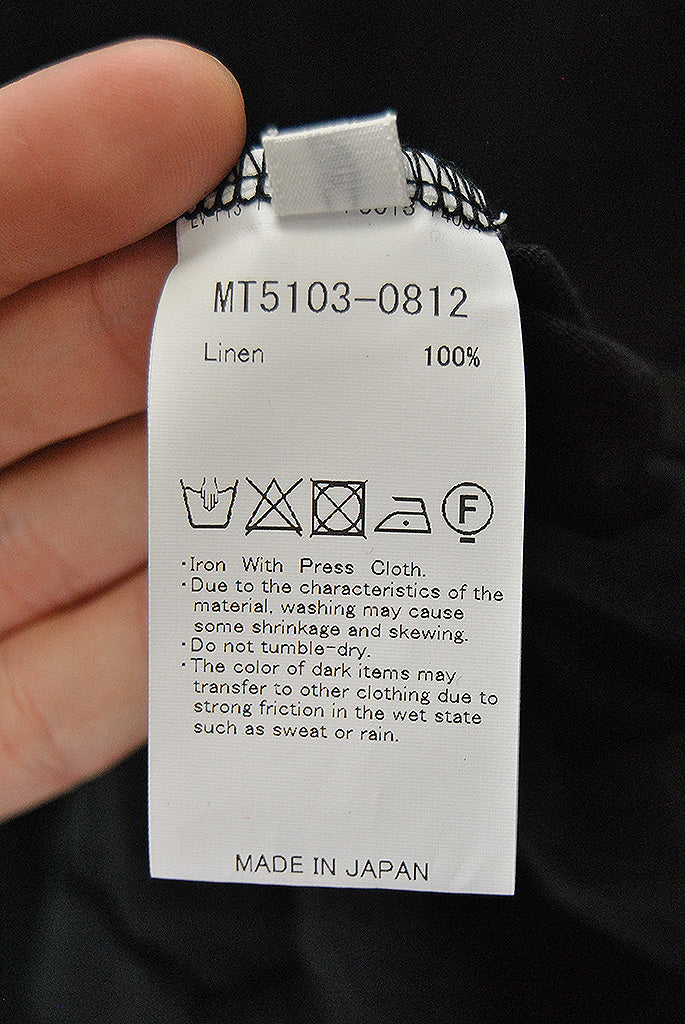 MT5103-0812
Linen 100%
F
・Iron With Press Cloth.
・Due to the characteristics of the
material, washing may cause
some shrinkage and skewing.
・Do not tumble-dry.
・The color of dark items may
transfer to other clothing due to
strong friction in the wet state
such as sweat or rain.
MADE IN JAPAN